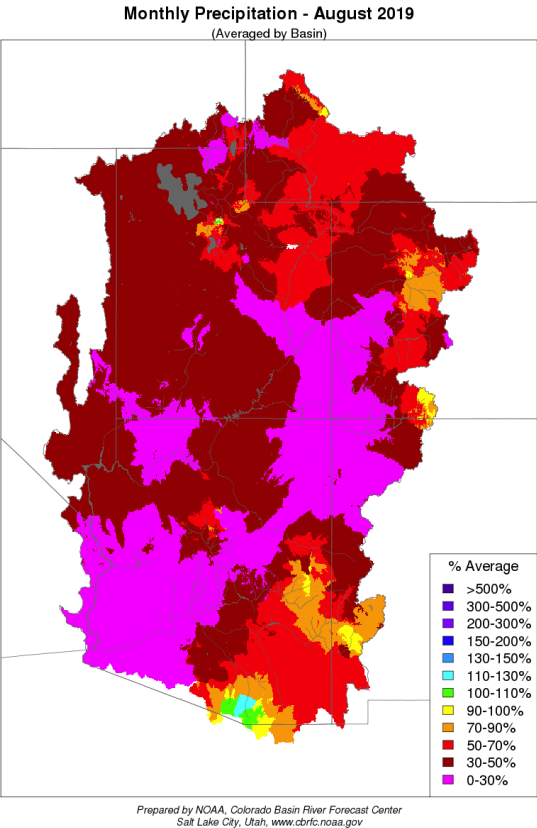 Monthly Precipitation - August 2019
(Averaged by Basin)
% Average
>500%
300-500%
200-300%
150-200%
130-150%
110-130%
100-110%
90-100%
70-90%
50-70%
30-50%
0-30%
Prepared by NOAA, Colorado Basin River Forecast Center
Salt Lake City, Utah, www.cbrfc.noaa.gov